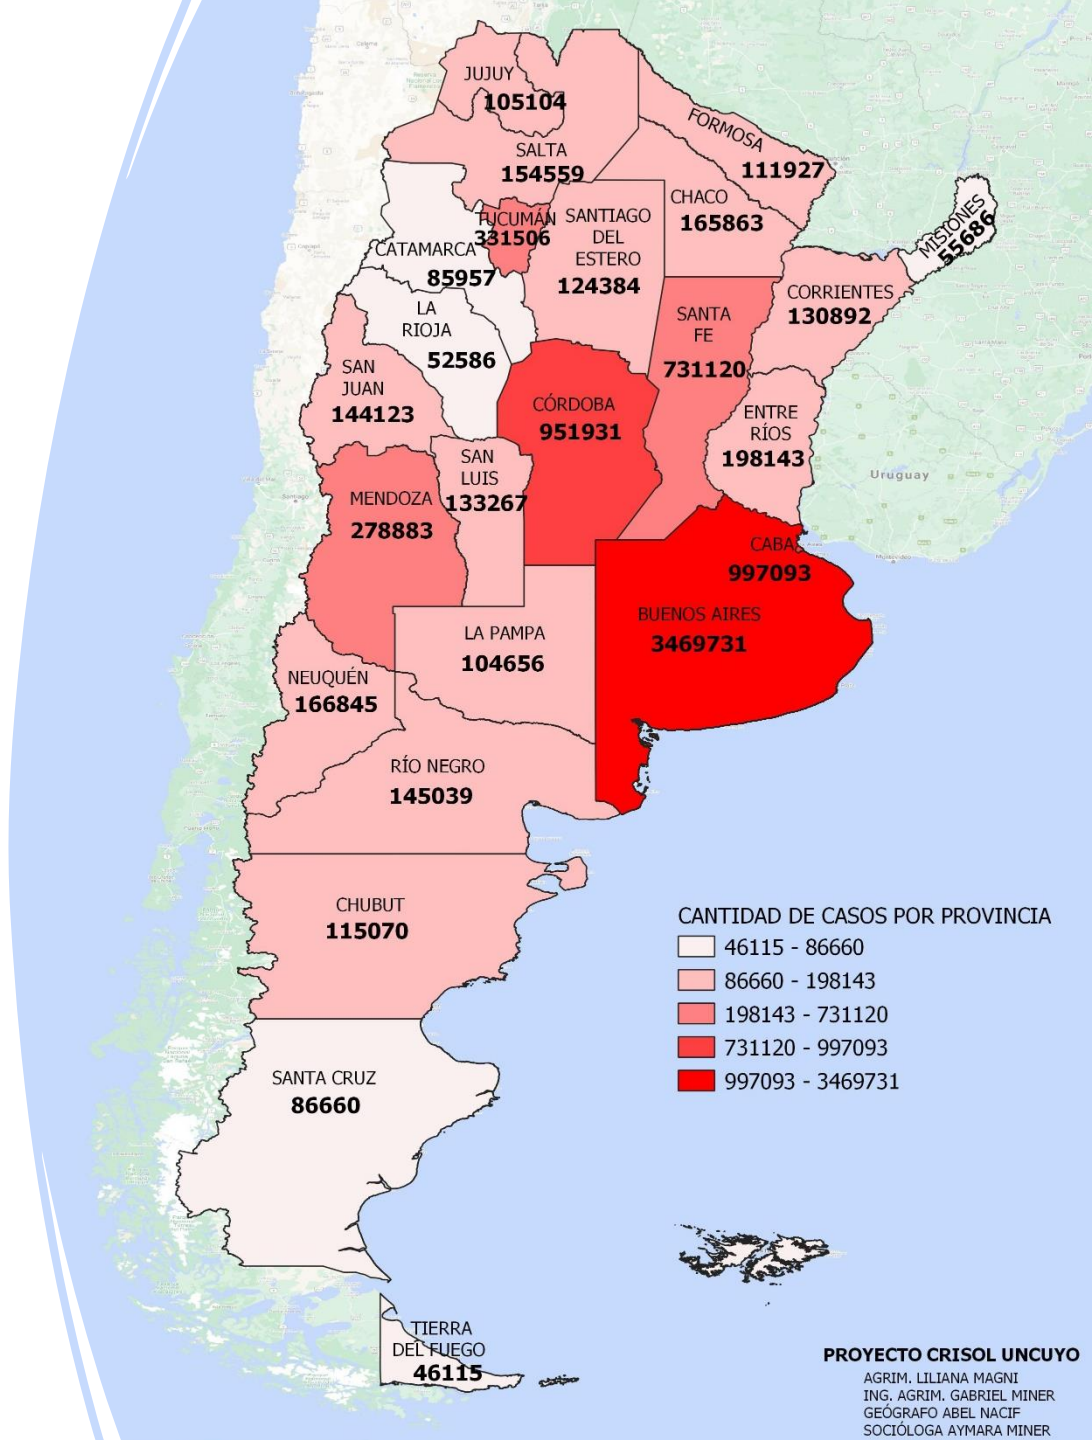 JUJUY
105104
SALTA
154559
FORMOSA
111927
CHACO
165863
MISIONES
55686
TUCUMÁN
331506
SANTIAGO
DEL
ESTERO
124384
CATAMARCA
85957
CORRIENTES
130892
LA
RIOJA
52586
SANTA
FE
731120
SAN
JUAN
144123
CÓRDOBA
951931
ENTRE
RÍOS
198143
SAN
LUIS
133267
MENDOZA
278883
Uruguay
CABA
997093
BUENOS AIRES
3469731
LA PAMPA
104656
NEUQUÉN
166845
RÍO NEGRO
145039
CHUBUT
115070
SANTA CRUZ
86660
TIERRA
DEL FUEGO
46115
CANTIDAD DE CASOS POR PROVINCIA
46115 - 86660
86660 - 198143
198143 - 731120
731120 - 997093
997093 - 3469731
PROYECTO CRISOL UNCUYO
AGRIM. LILIANA MAGNI
ING. AGRIM. GABRIEL MINER
GEÓGRAFO ABEL NACIF
SOCIÓLOGA AYMARA MINER